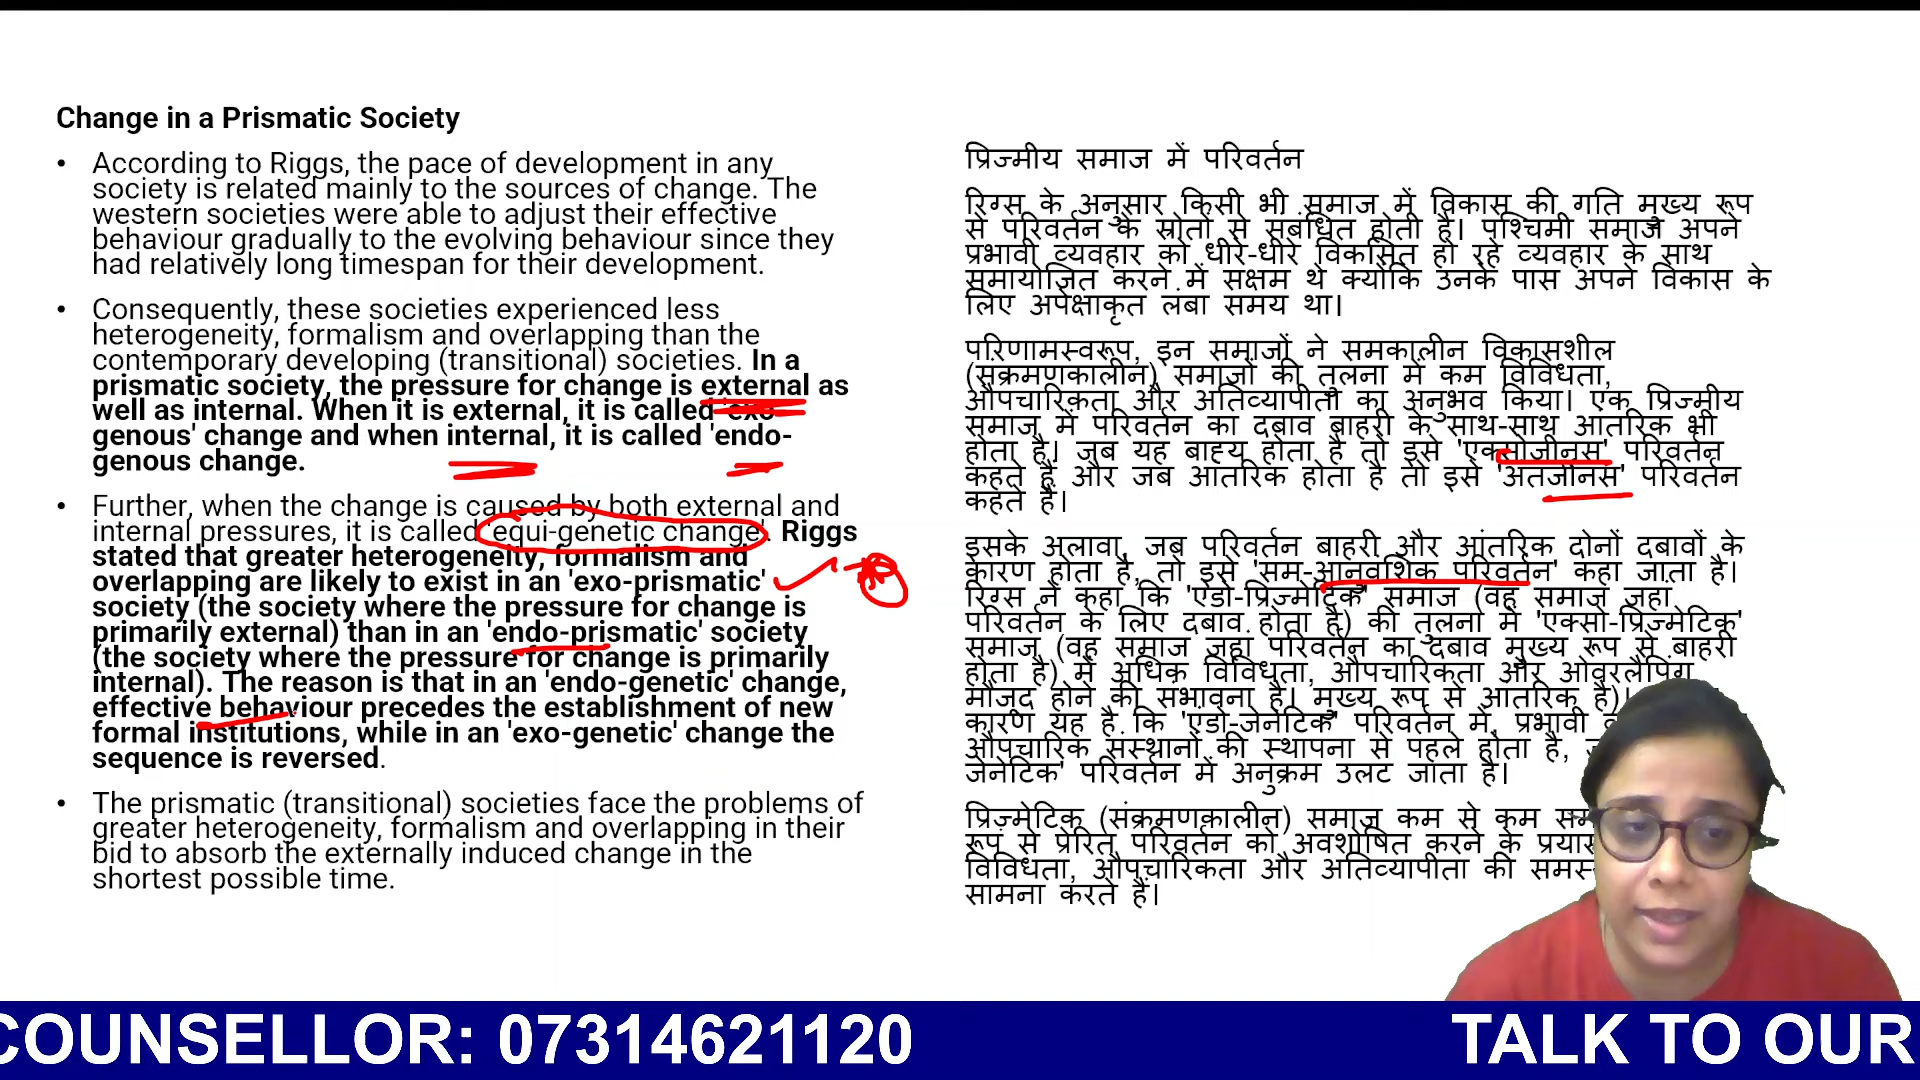 Change in a Prismatic Society
• According to Riggs, the pace of development in any
society is related mainly to the sources of change. The
western societies were able to adjust their effective
behaviour gradually to the evolving behaviour since they
had relatively long timespan for their development.
• Consequently, these societies experienced less
heterogeneity, formalism and overlapping than the
contemporary developing (transitional) societies. In a
prismatic society, the pressure for change is external as
well as internal. When it is external, it is called 'exo-
genous' change and when internal, it is called 'endo-
genous change.
• Further, when the change is caused by both external and
internal pressures, it is called 'equi-genetic change'. Riggs
stated that greater heterogeneity, formalism and
overlapping are likely to exist in an 'exo-prismatic'
society (the society where the pressure for change is
primarily external) than in an 'endo-prismatic' society
(the society where the pressure for change is primarily
internal). The reason is that in an 'endo-genetic' change,
effective behaviour precedes the establishment of new
formal institutions, while in an 'exo-genetic' change the
sequence is reversed.
• The prismatic (transitional) societies face the problems of
greater heterogeneity, formalism and overlapping in their
bid to absorb the externally induced change in the
shortest possible time.
प्रिज्मीय समाज में परिवर्तन
रिग्स के अनुसार किसी भी समाज में विकास की गति मुख्य रूप
से परिवर्तन के स्रोतों से संबंधित होती है। पश्चिमी समाज अपने
प्रभावी व्यवहार को धीरे-धीरे विकसित हो रहे व्यवहार के साथ
समायोजित करने में सक्षम थे क्योंकि उनके पास अपने विकास के
लिए अपेक्षाकृत लंबा समय था।
परिणामस्वरूप, इन समाजों ने समकालीन विकासशील
(संक्रमणकालीन) समाजों की तुलना में कम विविधता,
औपचारिकता और अतिव्यापीता का अनुभव किया। एक प्रिज्मीय
समाज में परिवर्तन का दबाव बाहरी के साथ-साथ आंतरिक भी
होता है। जब यह बाह्य होता है तो इसे 'एक्सोजीनस' परिवर्तन
कहते हैं और जब आंतरिक होता है तो इसे 'अंतर्जीनस' परिवर्तन
कहते हैं।
इसके अलावा, जब परिवर्तन बाहरी और आंतरिक दोनों दबावों के
कारण होता है, तो इसे 'सम-आनुवंशिक परिवर्तन' कहा जाता है।
रिग्स ने कहा कि 'एंडो-प्रिज्मेटिक' समाज (वह समाज जहां
परिवर्तन के लिए दबाव होता है) की तुलना में 'एक्सो-प्रिज्मेटिक'
समाज (वह समाज जहां परिवर्तन का दबाव मुख्य रूप से बाहरी
होता है) में अधिक विविधता, औपचारिकता और ओवरलैपिंग
मौजूद होने की संभावना है। मुख्य रूप से आंतरिक है)।
कारण यह है कि 'एंडो-जेनेटिक' परिवर्तन में, प्रभावी
औपचारिक संस्थानों की स्थापना से पहले होता है,
जेनेटिक' परिवर्तन में अनुक्रम उलट जाता है।
प्रिज्मेटिक (संक्रमणकालीन) समाज कम से कम
रूप से प्रेरित परिवर्तन को अवशोषित करने के
विविधता, औपचारिकता और अतिव्यापीता की
सामना करते हैं।
COUNSELLOR: 07314621120 TALK TO OUR